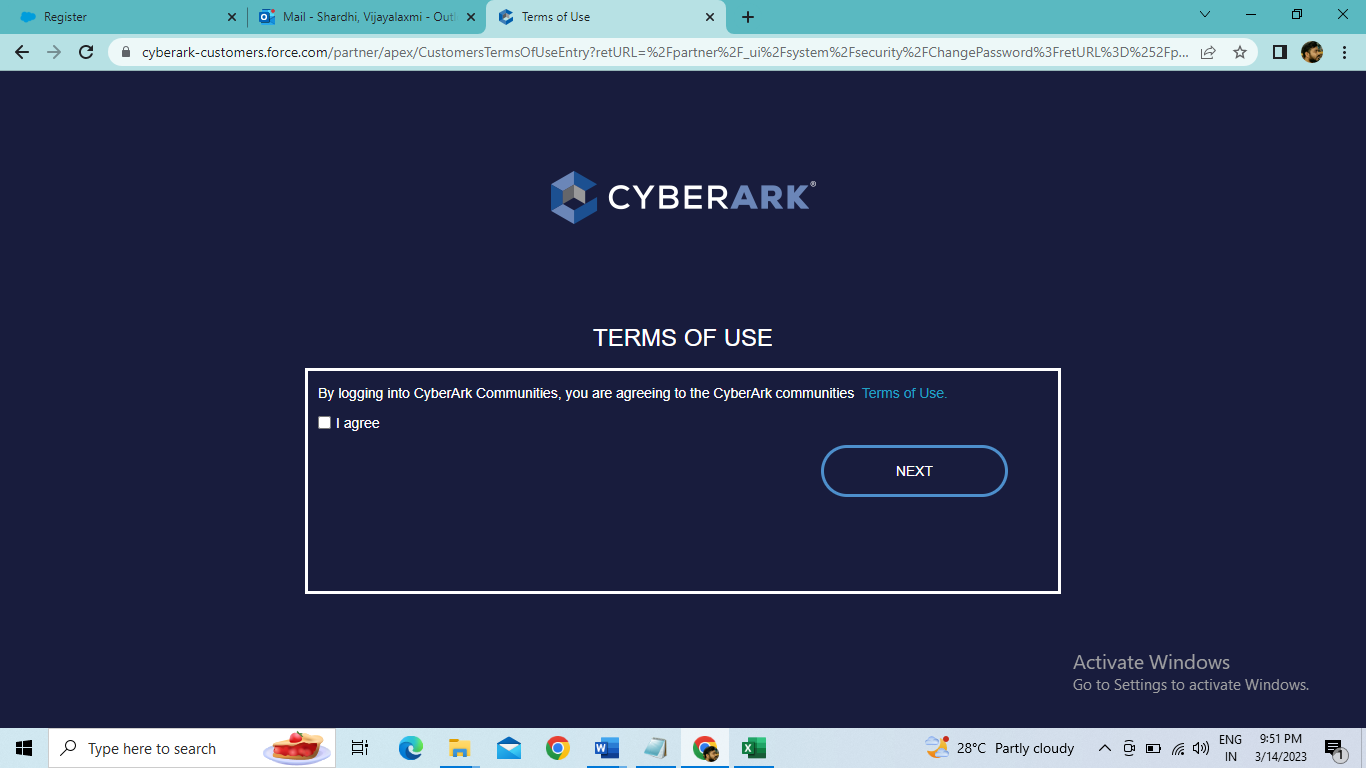 Register
Mail - Shardhi, Vijayalaxmi - Outl
Terms of Use
cyberark-customers.force.com/partner/apex/CustomersTermsOfUseEntry?retURL=%2Fpartner%2F_ui%2Fsystem%2Fsecurity%2FChangePassword%3FretURL%3D%252Fp...
CYBERARK®
TERMS OF USE
By logging into CyberArk Communities, you are agreeing to the CyberArk communities Terms of Use.
I agree
NEXT
Activate Windows
Go to Settings to activate Windows.
Type here to search
28°C Partly cloudy
ENG
IN
9:51 PM
3/14/2023
1